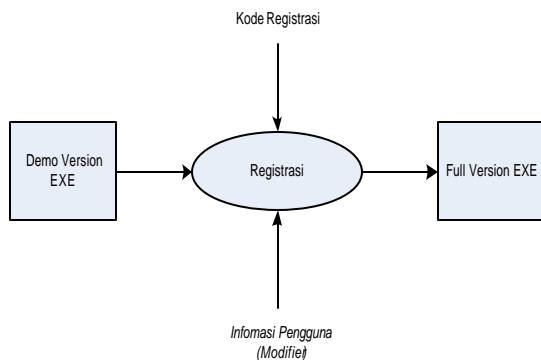 Kode Registrasi
Demo Version
EXE
Registrasi
Full Version EXE
Infomasi Pengguna
(Modifier)